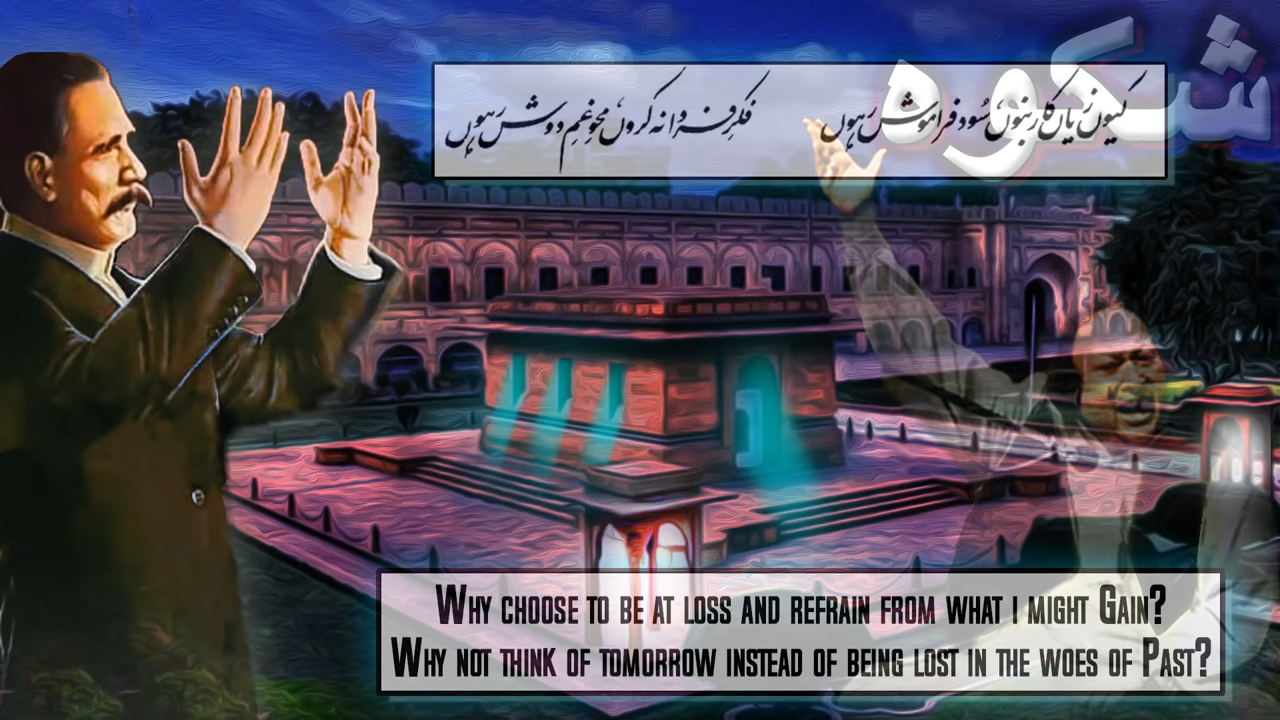 شکوہ
کیوں زیاں کار بنوں، سُود فراموش رہوں
فکرِ فردا نہ کروں، محوِ غمِ دوش رہوں
Why choose to be at loss and refrain from what I might Gain?
Why not think of tomorrow instead of being lost in the woes of Past?